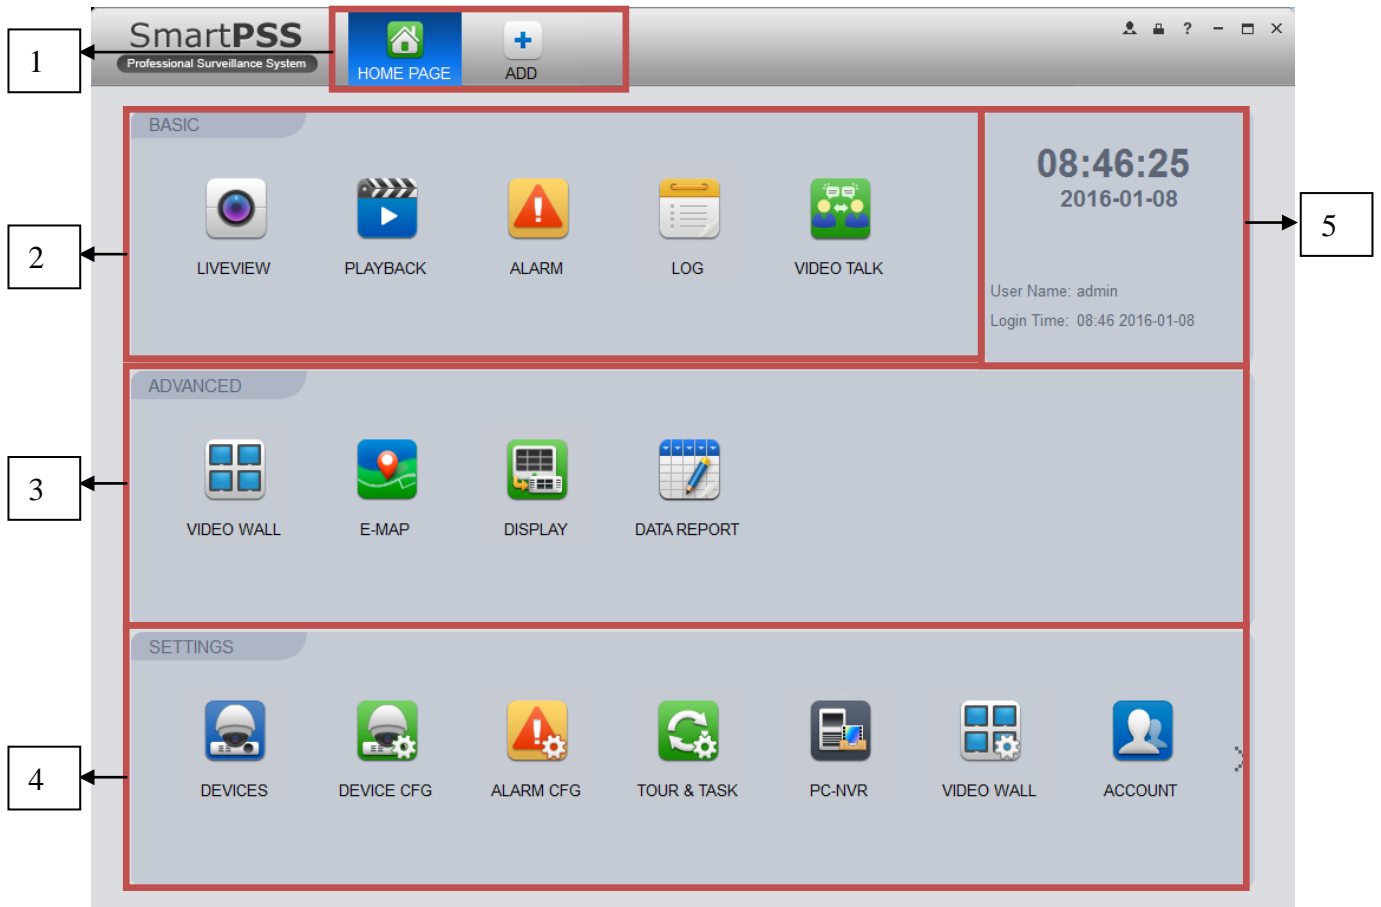 SmartPSS
Professional Surveillance System
HOME PAGE
ADD
?
1
BASIC
LIVEVIEW
PLAYBACK
ALARM
LOG
VIDEO TALK
2
08:46:25
2016-01-08
User Name: admin
Login Time: 08:46 2016-01-08
5
ADVANCED
VIDEO WALL
E-MAP
DISPLAY
DATA REPORT
3
SETTINGS
DEVICES
DEVICE CFG
ALARM CFG
TOUR & TASK
PC-NVR
VIDEO WALL
ACCOUNT
4